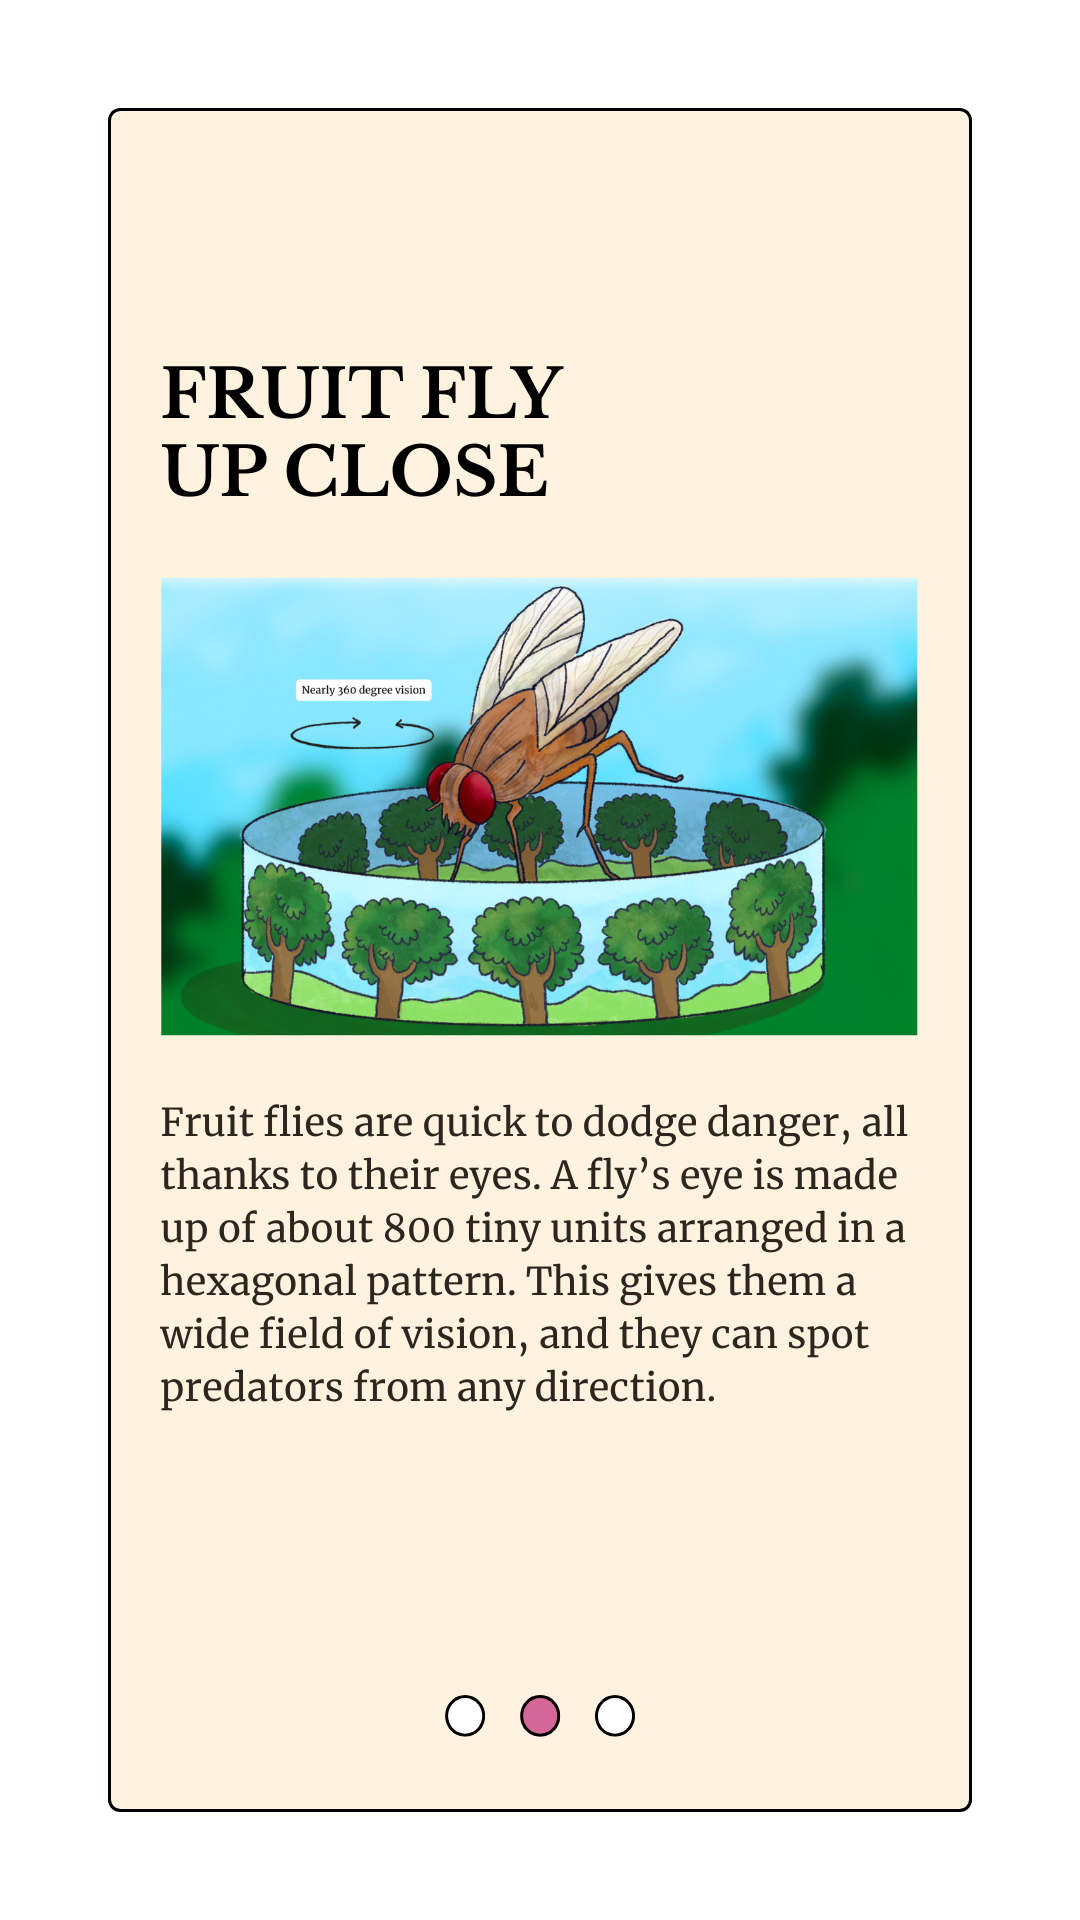 FRUIT FLY
UP CLOSE
Nearly 360 degree vision
Fruit flies are quick to dodge danger, all
thanks to their eyes. A fly’s eye is made
up of about 800 tiny units arranged in a
hexagonal pattern. This gives them a
wide field of vision, and they can spot
predators from any direction.